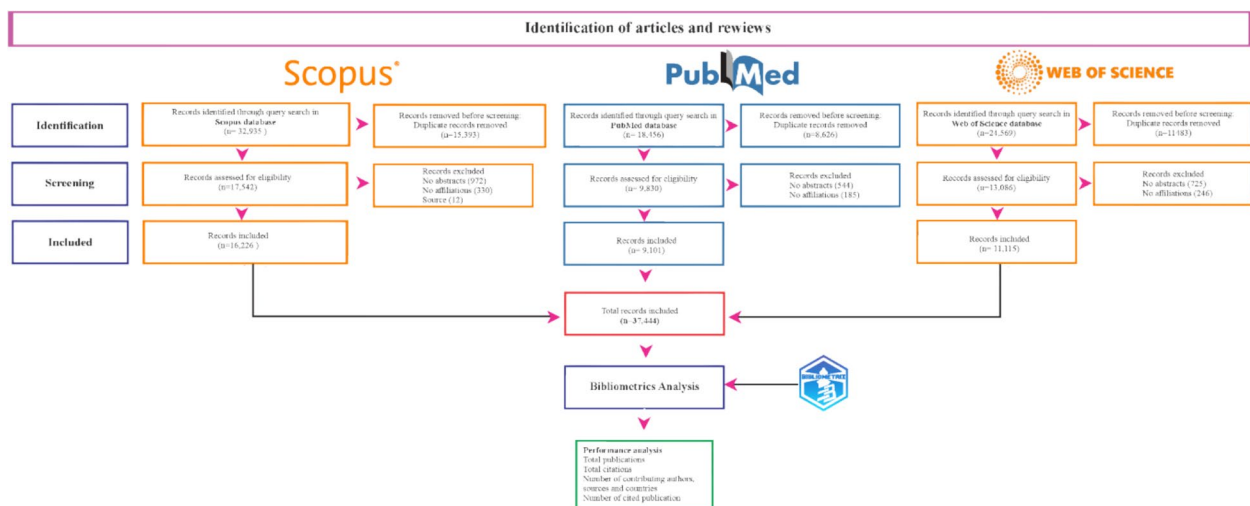 Identification of articles and rewiews
Scopus®
PubMed
WEB OF SCIENCE
Identification
Records identified through query search in
Scopus database
(n= 32,935 )
Records removed before screening:
Duplicate records removed
(n=15,393)
Records identified through query search in
PubMed database
(n= 18,456)
Records removed before screening:
Duplicate records removed
(n=8,626)
Records identified through query search in
Web of Science database
(n=24,569)
Records removed before screening:
Duplicate records removed
(n=11483)
Screening
Records assessed for eligibility
(n=17,542)
Records excluded
No abstracts (972)
No affiliations (330)
Source (12)
Records assessed for eligibility
(n= 9,830)
Records excluded
No abstracts (544)
No affiliations (185)
Records assessed for eligibility
(n=13,086)
Records excluded
No abstracts (725)
No affiliations (246)
Included
Records included
(n=16,226 )
Records included
(n= 9,101)
Records included
(n= 11,115)
Total records included
(n=37,444)
Bibliometrics Analysis
BIBLIOMETRIX
Performance analysis
Total publications
Total citations
Number of contributing authors,
sources and countries
Number of cited publication